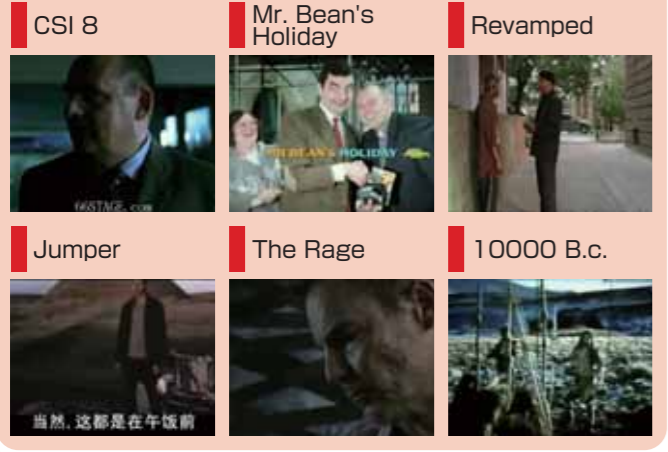 CSI 8
Mr. Bean's
Holiday
Revamped
66STAGE. com
MR BEAN'S HOLIDAY
Jumper
The Rage
10000 B.c.
当然, 这都是在午饭前